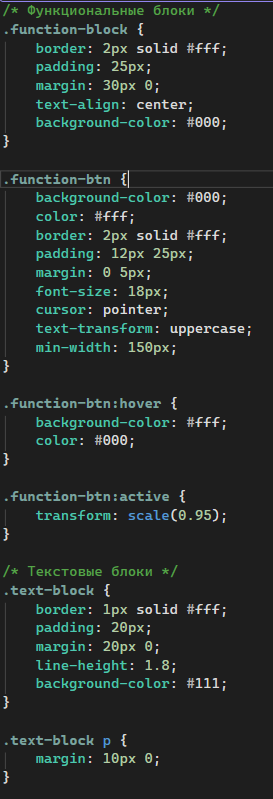 /* Функциональные блоки */
.function-block {
    border: 2px solid #fff;
    padding: 25px;
    margin: 30px 0;
    text-align: center;
    background-color: #000;
}

.function-btn {
    background-color: #000;
    color: #fff;
    border: 2px solid #fff;
    padding: 12px 25px;
    margin: 0 5px;
    font-size: 18px;
    cursor: pointer;
    text-transform: uppercase;
    min-width: 150px;
}

.function-btn:hover {
    background-color: #fff;
    color: #000;
}

.function-btn:active {
    transform: scale(0.95);
}

/* Текстовые блоки */
.text-block {
    border: 1px solid #fff;
    padding: 20px;
    margin: 20px 0;
    line-height: 1.8;
    background-color: #111;
}

.text-block p {
    margin: 10px 0;
}